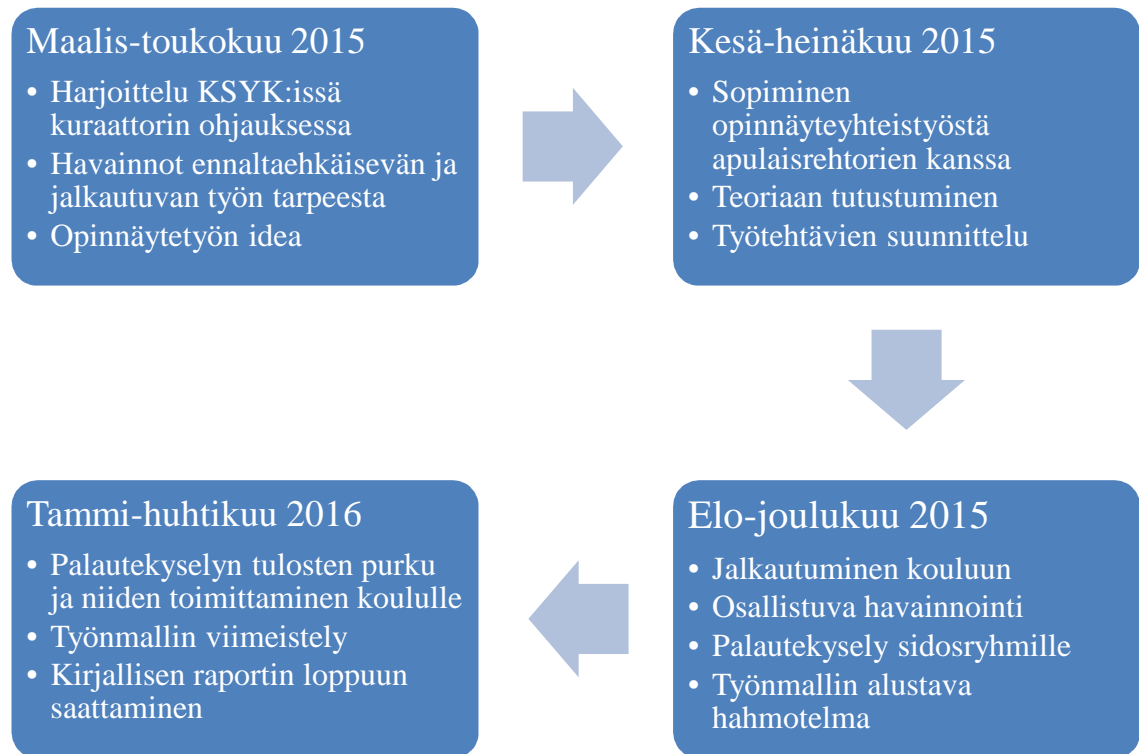 Maalis-toukokuu 2015
• Harjoittelu KSYK:issä
kuraattorin ohjauksessa
• Havainnot ennaltaehkäisevän ja
jalkautuvan työn tarpeesta
• Opinnäytetyön idea
Kesä-heinäkuu 2015
• Sopiminen
opinnäyteyhteistyöstä
apulaisrehtorien kanssa
• Teoriaan tutustuminen
• Työtehtävien suunnittelu
Elo-joulukuu 2015
• Jalkautuminen kouluun
• Osallistuva havainnointi
• Palautekysely sidosryhmille
• Työnmallin alustava
hahmotelma
Tammi-huhtikuu 2016
• Palautekyselyn tulosten purku
ja niiden toimittaminen koululle
• Työnmallin viimeistely
• Kirjallisen raportin loppuun
saattaminen